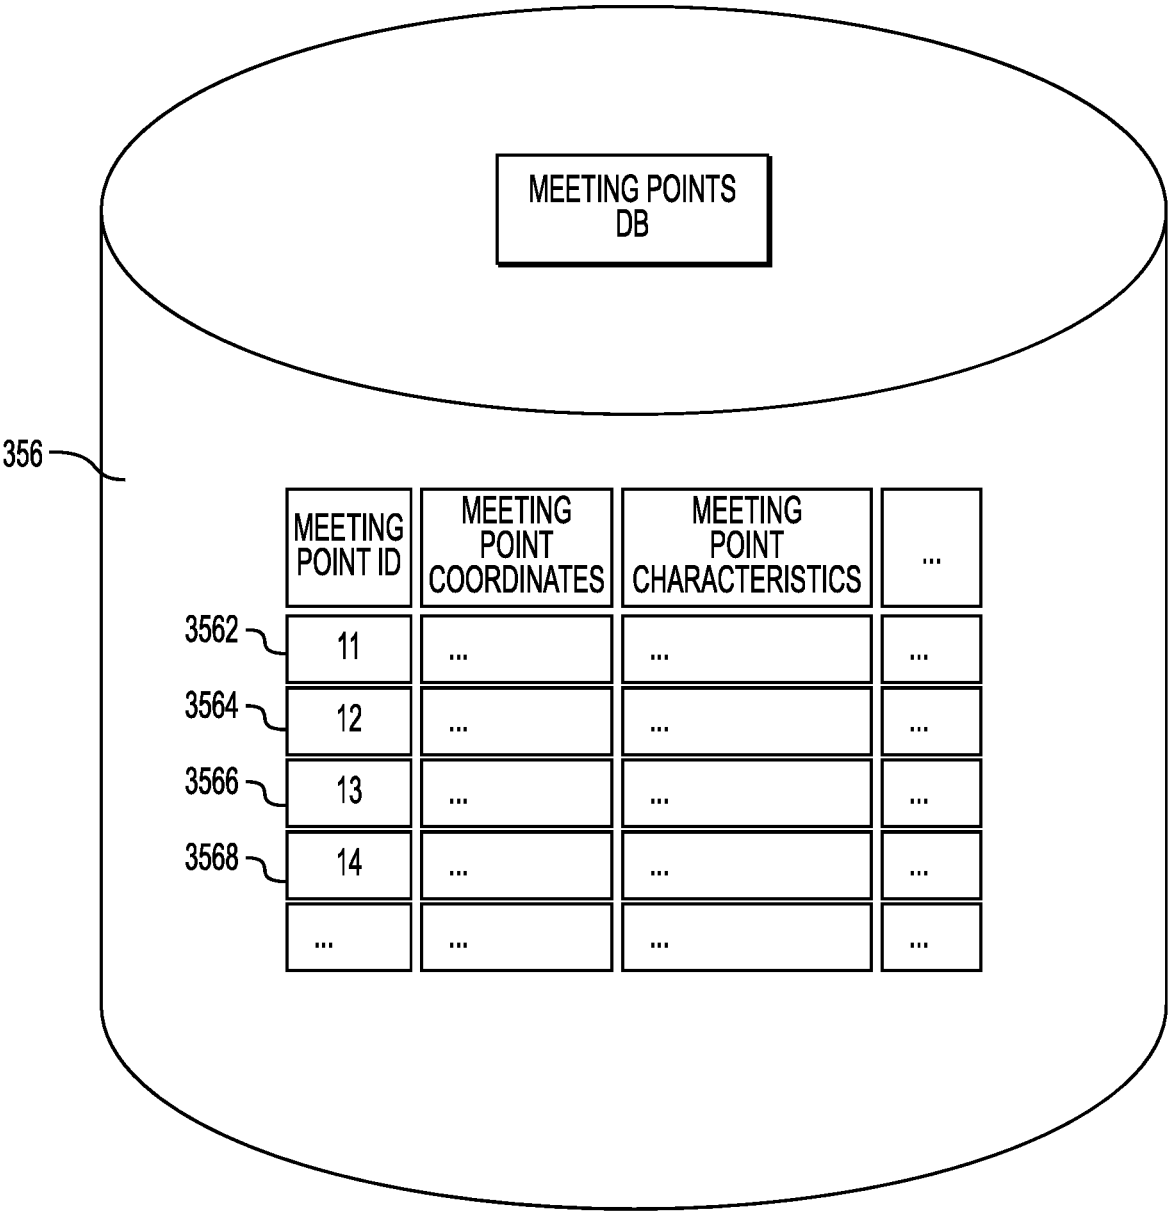 MEETING POINTS
DB
356
MEETING
POINT ID
MEETING
POINT
COORDINATES
MEETING
POINT
CHARACTERISTICS
...
3562
11
...
...
...
3564
12
...
...
...
3566
13
...
...
...
3568
14
...
...
...
...
...
...
...